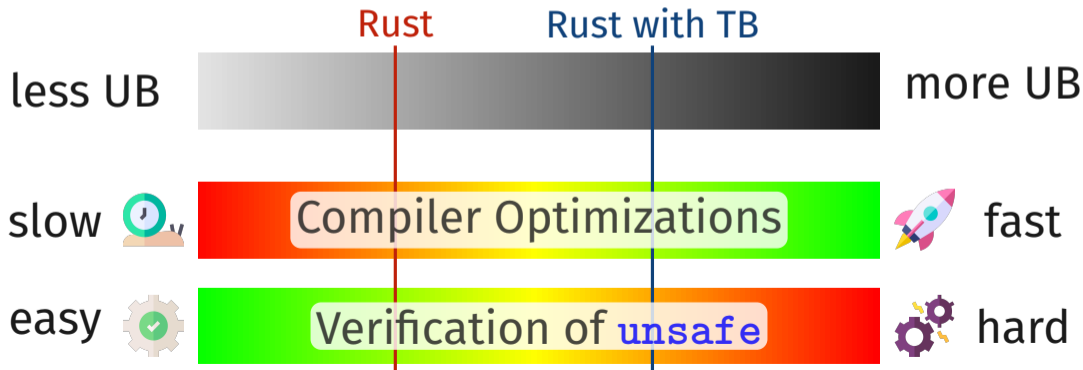 Rust Rust with TB
less UB more UB
slow Compiler Optimizations fast
easy Verification of unsafe hard